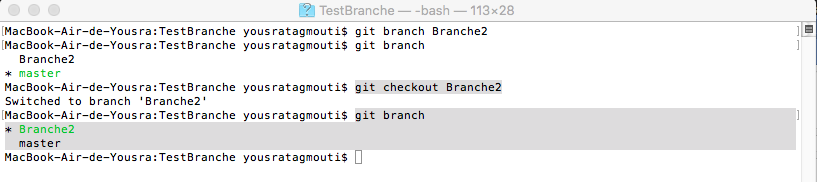 TestBranche — -bash — 113×28
[MacBook-Air-de-Yousra:TestBranche yousratagmouti$ git branch Branche2 ]
[MacBook-Air-de-Yousra:TestBranche yousratagmouti$ git branch ]
  Branche2
* master
MacBook-Air-de-Yousra:TestBranche yousratagmouti$ git checkout Branche2
Switched to branch 'Branche2'
[MacBook-Air-de-Yousra:TestBranche yousratagmouti$ git branch ]
* Branche2
  master
MacBook-Air-de-Yousra:TestBranche yousratagmouti$